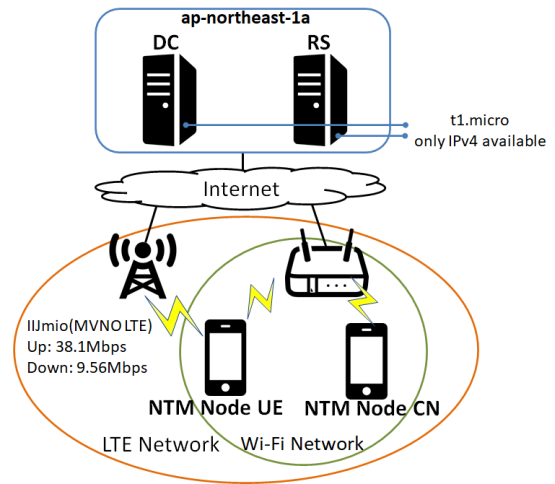 ap-northeast-1a
DC
RS
t1.micro
only IPv4 available
Internet
IIJmio(MVNO LTE)
Up: 38.1Mbps
Down: 9.56Mbps
NTM Node UE
NTM Node CN
LTE Network
Wi-Fi Network